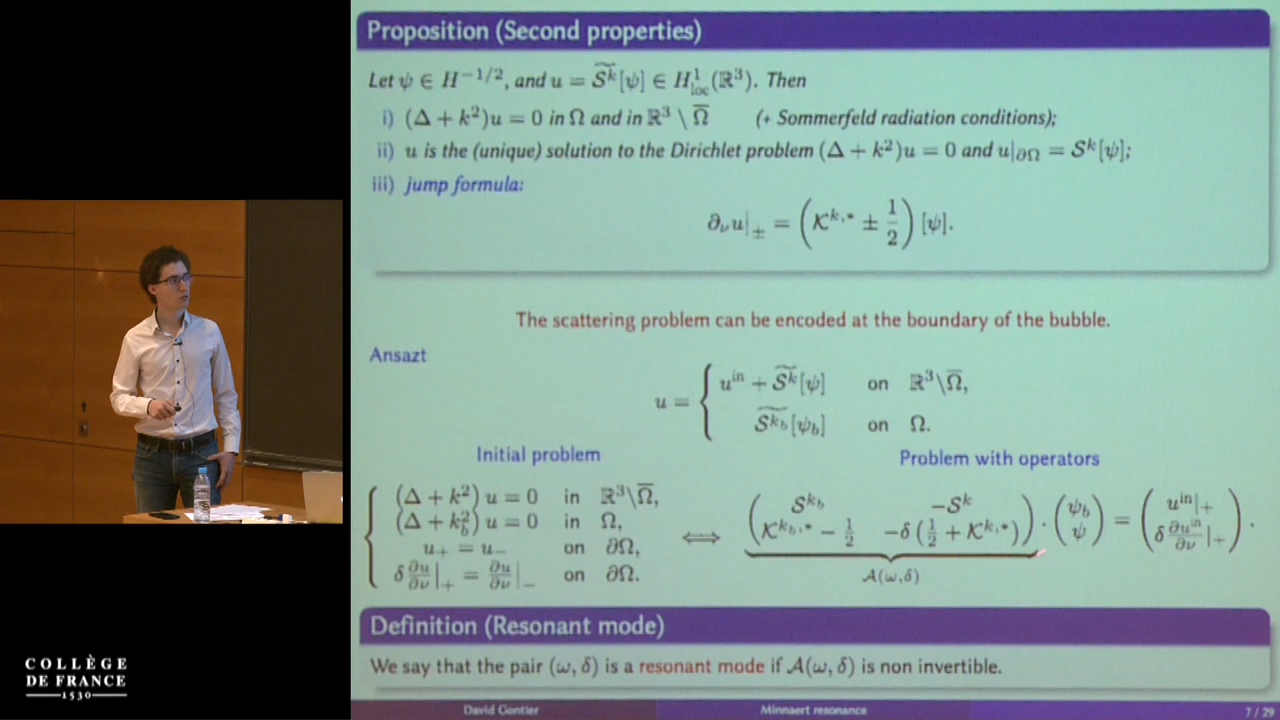 Proposition (Second properties)
Let ψ ∈ H^{-1/2}, and u = \widetilde{S^k}[ψ] ∈ H^1_{loc}(ℝ^3). Then
i) (Δ + k^2)u = 0 in Ω and in ℝ^3 \ \overline{Ω} (+ Sommerfeld radiation conditions);
ii) u is the (unique) solution to the Dirichlet problem (Δ + k^2)u = 0 and u|_{∂Ω} = S^k[ψ];
iii) jump formula:
∂_ν u|_± = (K^{k,*} ± 1/2) [ψ].
The scattering problem can be encoded at the boundary of the bubble.
Ansazt
u = { u^{in} + \widetilde{S^k}[ψ] on ℝ^3\\overline{Ω},
\widetilde{S^{k_b}}[ψ_b] on Ω.
Initial problem
{ (Δ + k^2) u = 0 in ℝ^3\\overline{Ω},
(Δ + k_b^2) u = 0 in Ω,
u_+ = u_- on ∂Ω,
δ ∂u/∂ν|_+ = ∂u/∂ν|_- on ∂Ω.
⟺
Problem with operators
( S^{k_b} -S^k
K^{k_b,*} - 1/2 -δ(1/2 + K^{k,*}) ) · ( ψ_b
ψ ) = ( u^{in}|_+
δ ∂u^{in}/∂ν|_+ ) .
A(ω,δ)
Definition (Resonant mode)
We say that the pair (ω, δ) is a resonant mode if A(ω, δ) is non invertible.
David Gontier Minnaert resonance 7 / 29
COLLÈGE
DE FRANCE
1530